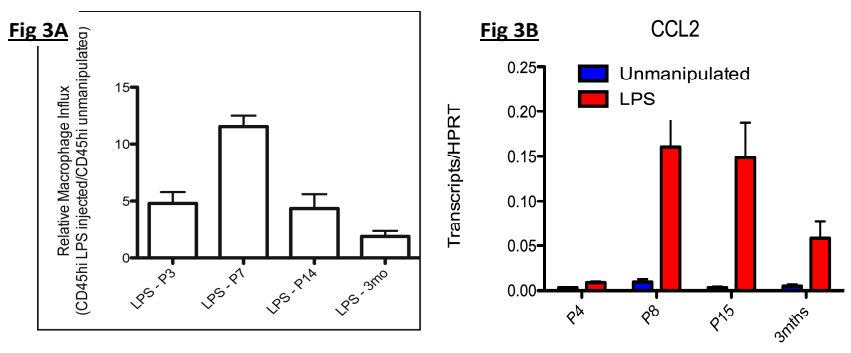 Fig 3A
Relative Macrophage Influx
(CD45hi LPS injected/CD45hi unmanipulated)
15
10
5
0
LPS - P3
LPS - P7
LPS - P14
LPS - 3mo
Fig 3B
CCL2
Unmanipulated
LPS
Transcripts/HPRT
0.25
0.20
0.15
0.10
0.05
0.00
P4
P8
P15
3mths